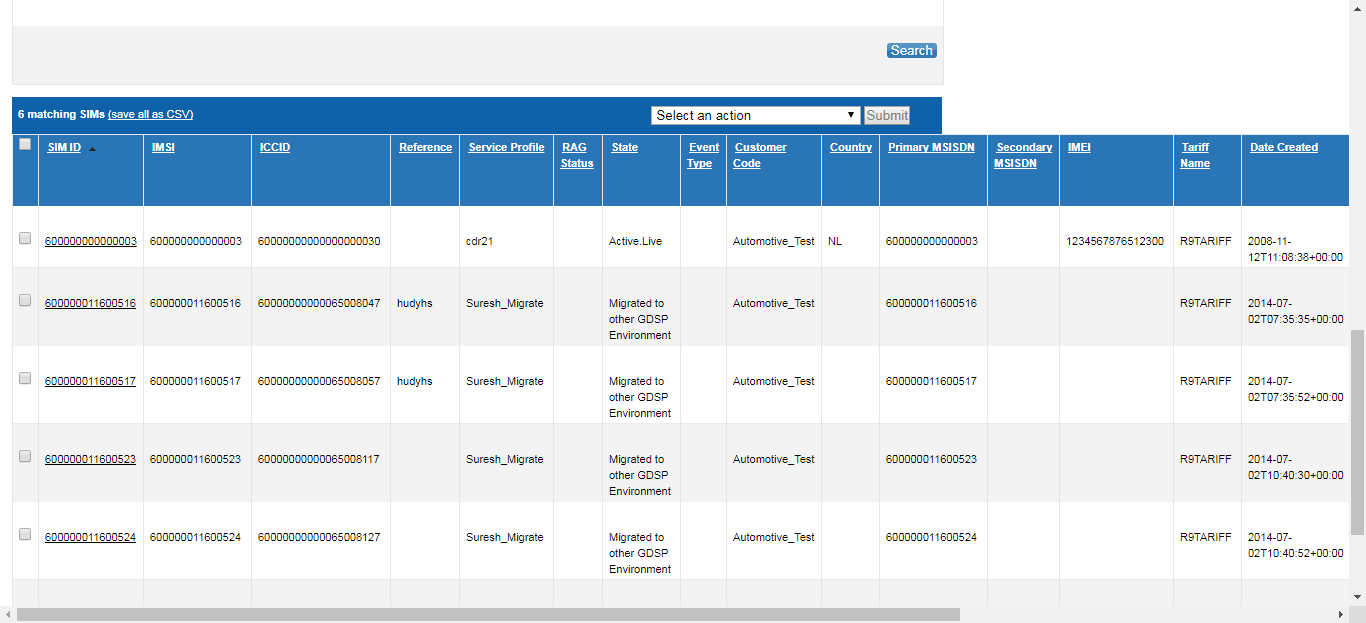 Search
6 matching SIMs (save all as CSV) Select an action Submit
SIM ID IMSI ICCID Reference Service Profile RAG State Event Customer Country Primary MSISDN Secondary IMEI Tariff Date Created
Status Type Code MSISDN Name
600000000000003 600000000000003 60000000000000000030 cdr21 Active.Live Automotive_Test NL 600000000000003 1234567876512300 R9TARIFF 2008-11-
12T11:08:38+00:00
600000011600516 600000011600516 60000000000065008047 hudyhs Suresh_Migrate Migrated to Automotive_Test 600000011600516 R9TARIFF 2014-07-
other GDSP 02T07:35:35+00:00
Environment
600000011600517 600000011600517 60000000000065008057 hudyhs Suresh_Migrate Migrated to Automotive_Test 600000011600517 R9TARIFF 2014-07-
other GDSP 02T07:35:52+00:00
Environment
600000011600523 600000011600523 60000000000065008117 Suresh_Migrate Migrated to Automotive_Test 600000011600523 R9TARIFF 2014-07-
other GDSP 02T10:40:30+00:00
Environment
600000011600524 600000011600524 60000000000065008127 Suresh_Migrate Migrated to Automotive_Test 600000011600524 R9TARIFF 2014-07-
other GDSP 02T10:40:52+00:00
Environment